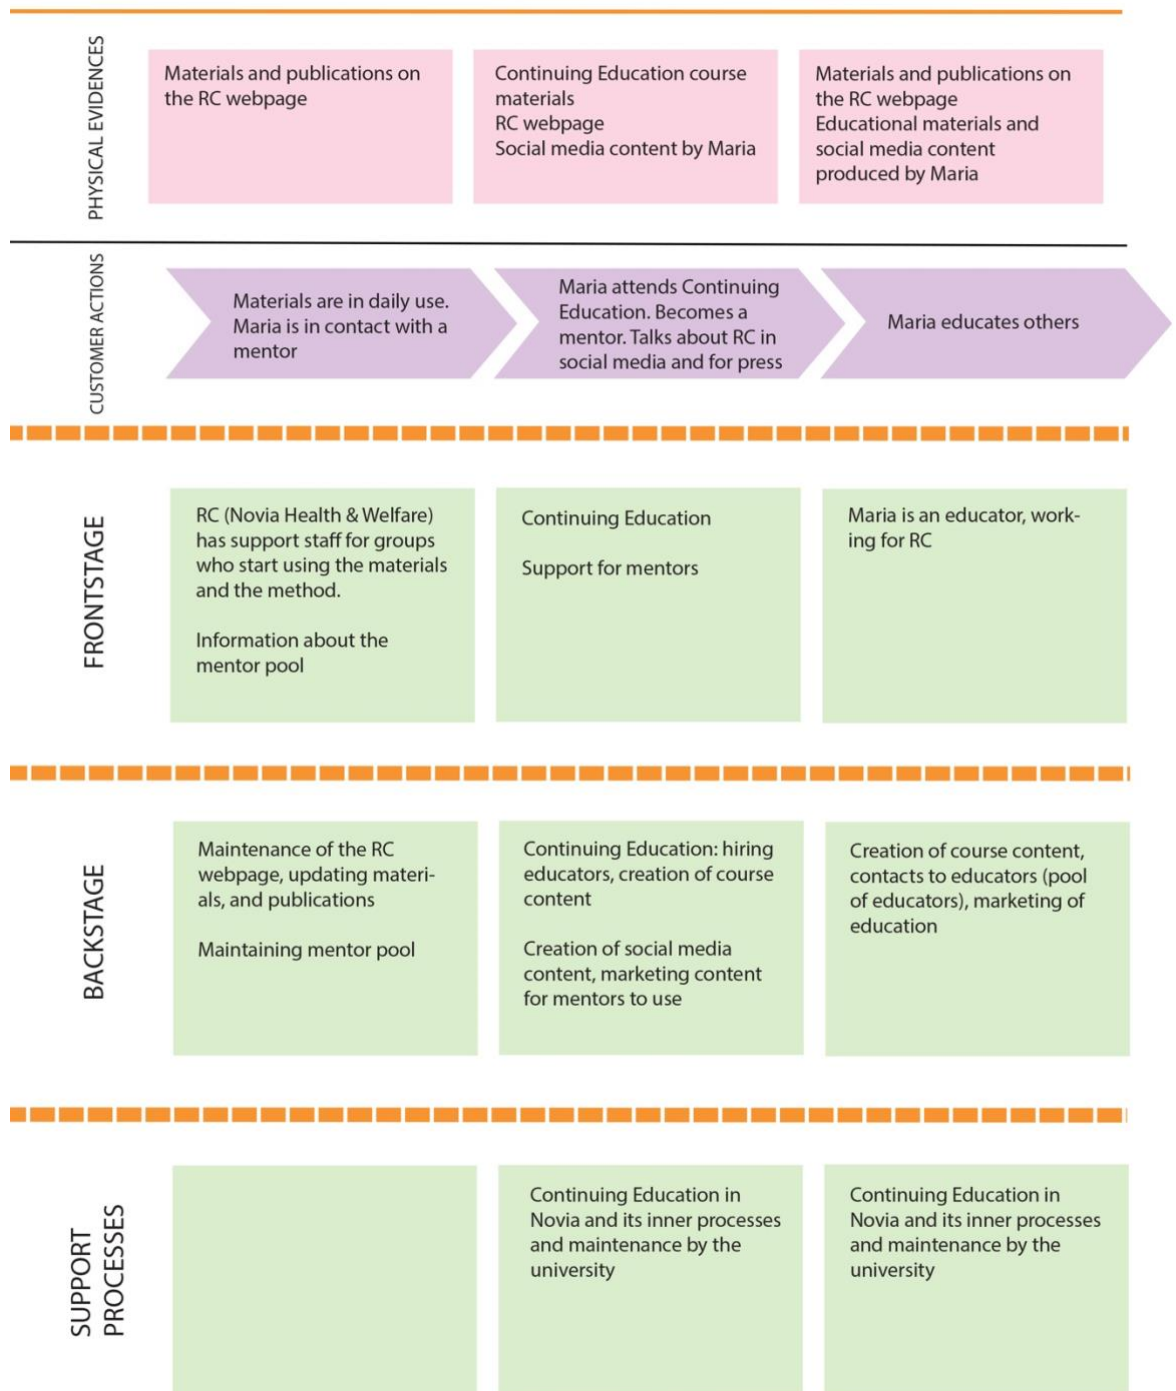 PHYSICAL EVIDENCES
Materials and publications on
the RC webpage
Continuing Education course
materials
RC webpage
Social media content by Maria
Materials and publications on
the RC webpage
Educational materials and
social media content
produced by Maria
CUSTOMER ACTIONS
Materials are in daily use.
Maria is in contact with a
mentor
Maria attends Continuing
Education. Becomes a
mentor. Talks about RC in
social media and for press
Maria educates others
FRONTSTAGE
RC (Novia Health & Welfare)
has support staff for groups
who start using the materials
and the method.
Information about the
mentor pool
Continuing Education
Support for mentors
Maria is an educator, work-
ing for RC
BACKSTAGE
Maintenance of the RC
webpage, updating materi-
als, and publications
Maintaining mentor pool
Continuing Education: hiring
educators, creation of course
content
Creation of social media
content, marketing content
for mentors to use
Creation of course content,
contacts to educators (pool
of educators), marketing of
education
SUPPORT
PROCESSES
Continuing Education in
Novia and its inner processes
and maintenance by the
university
Continuing Education in
Novia and its inner processes
and maintenance by the
university